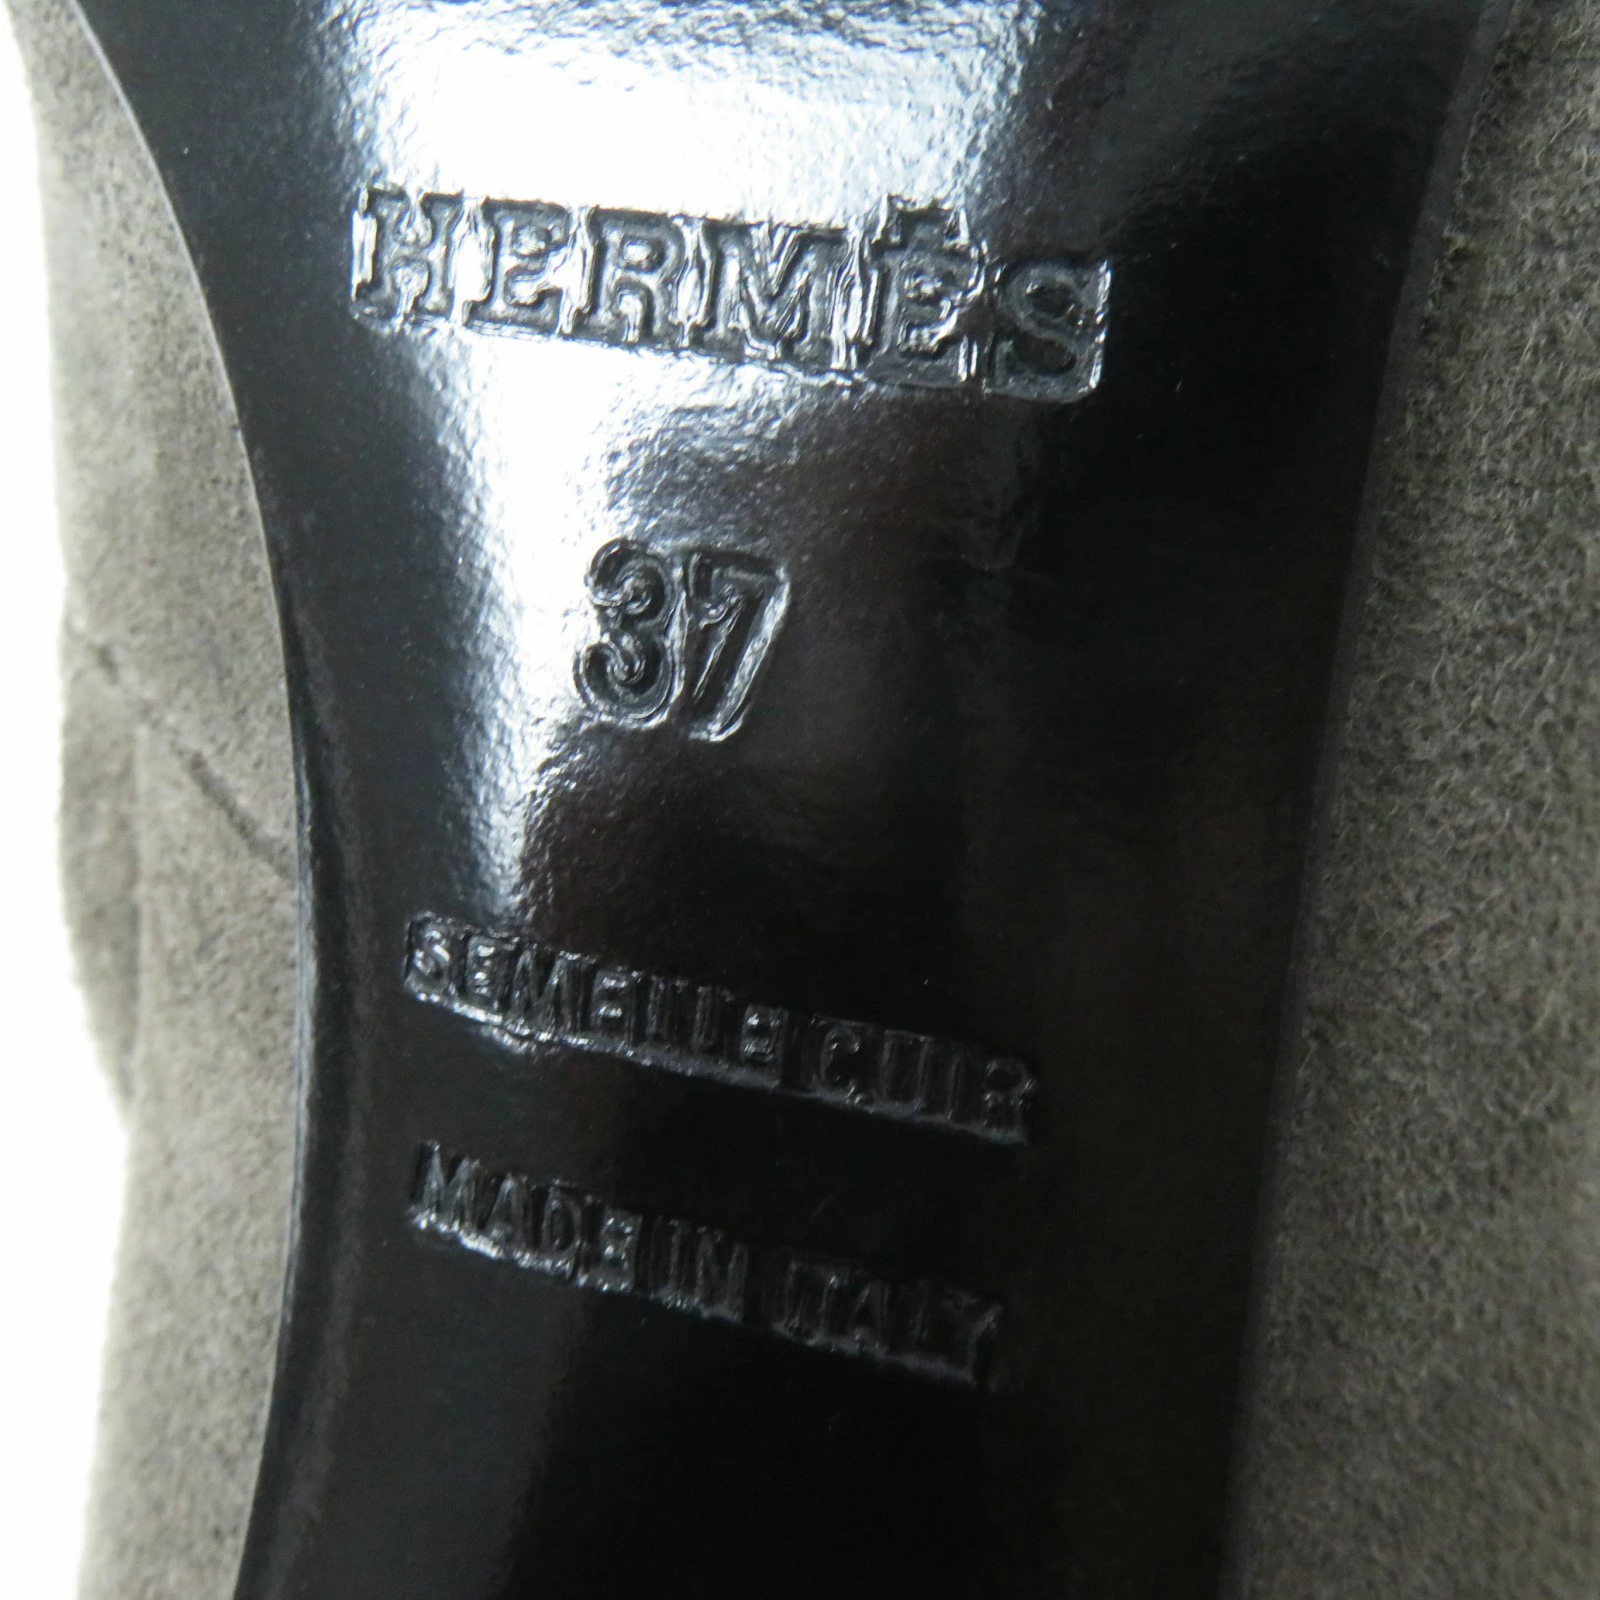 HERMÈS
37
SEMELLE CUIR
MADE IN ITALY